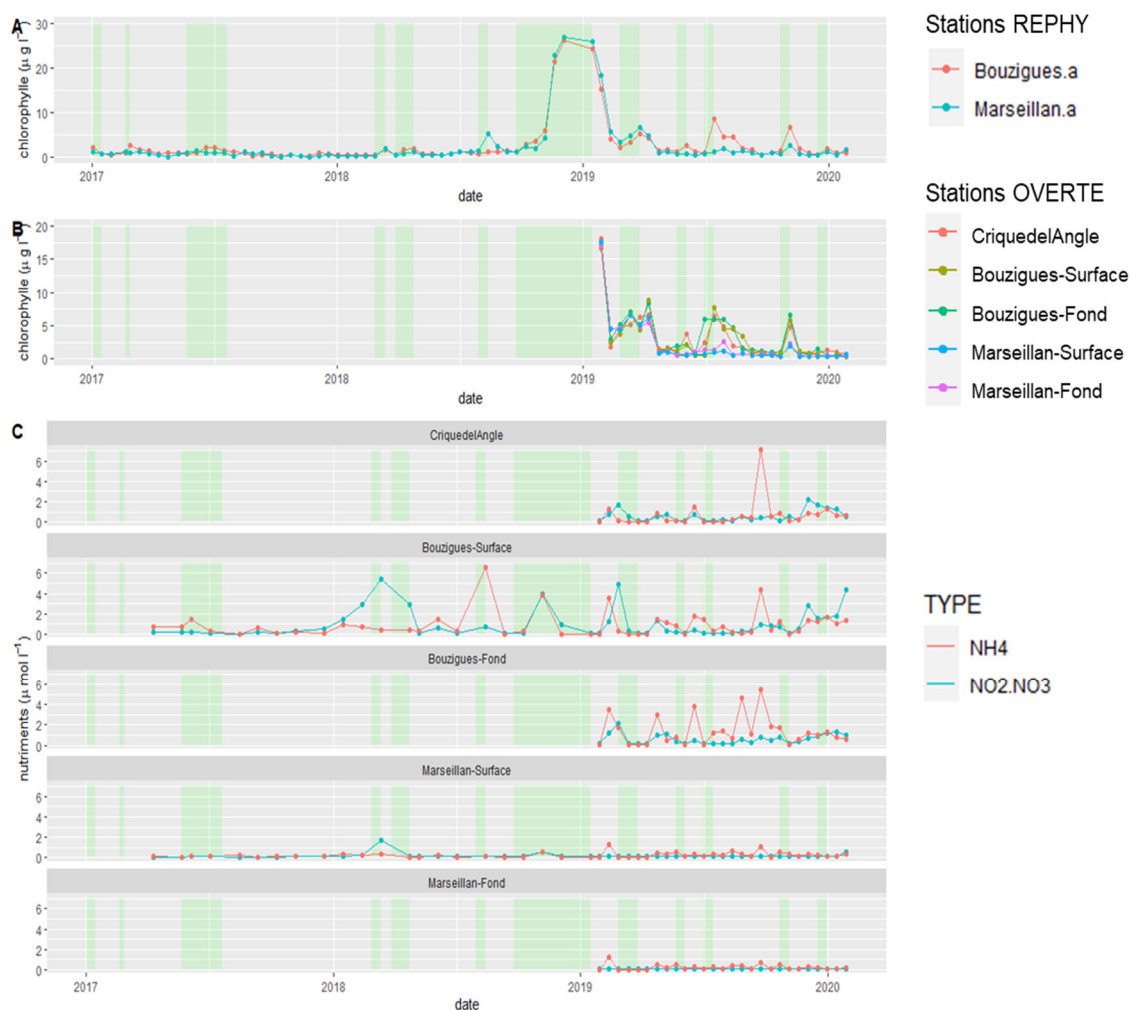 A
chlorophylle (µ g l⁻¹)
30
20
10
0
2017
2018
2019
2020
date
Stations REPHY
Bouzigues.a
Marseillan.a
B
chlorophylle (µ g l⁻¹)
20
15
10
5
0
2017
2018
2019
2020
date
Stations OVERTE
CriquedelAngle
Bouzigues-Surface
Bouzigues-Fond
Marseillan-Surface
Marseillan-Fond
C
nutriments (µ mol l⁻¹)
CriquedelAngle
6
4
2
0
Bouzigues-Surface
6
4
2
0
Bouzigues-Fond
6
4
2
0
Marseillan-Surface
6
4
2
0
Marseillan-Fond
6
4
2
0
2017
2018
2019
2020
date
TYPE
NH4
NO2.NO3